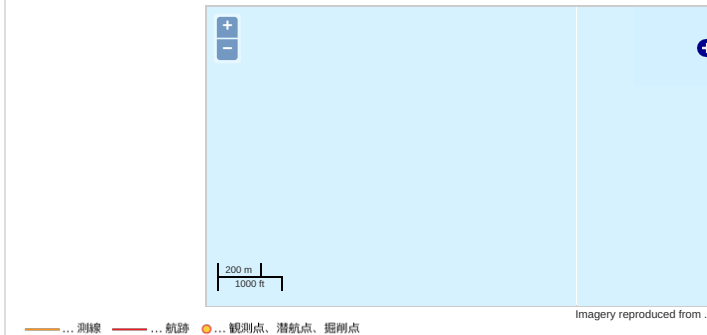 +
−
200 m
1000 ft
Imagery reproduced from .
... 測線 ... 航跡 ... 観測点、潜航点、掘削点